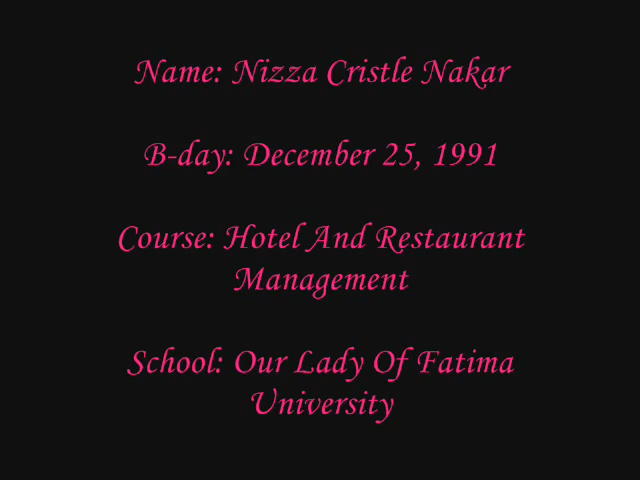 Name: Nizza Cristle Nakar
B-day: December 25, 1991
Course: Hotel And Restaurant
Management
School: Our Lady Of Fatima
University